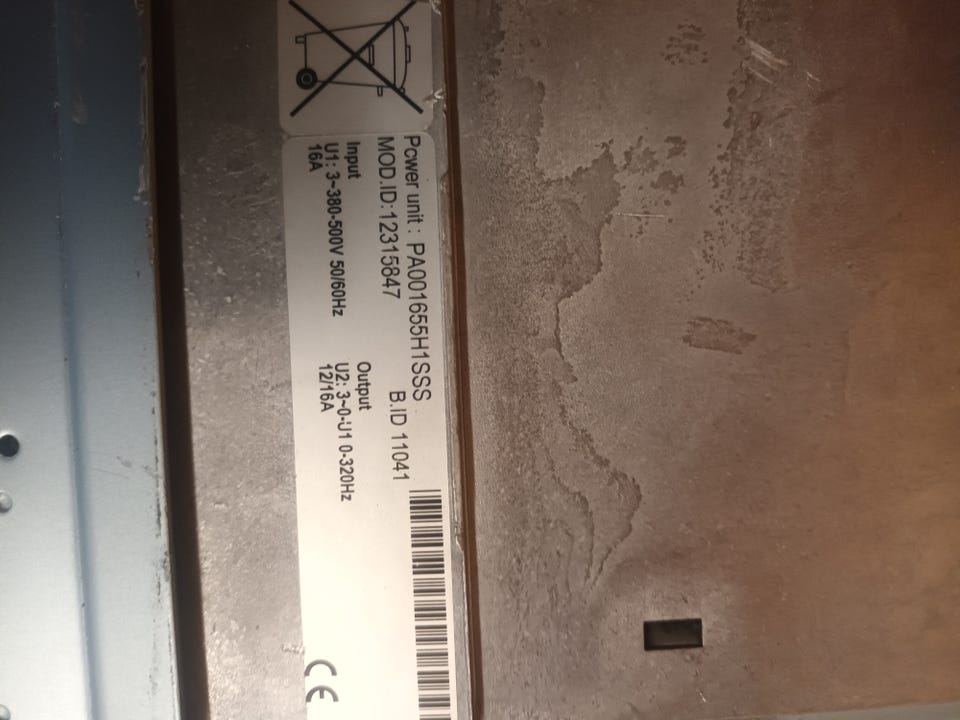 Power unit : PA001655H1SSS
MOD.ID:12315847 B.ID 11041
Input
U1: 3~380-500V 50/60Hz
16A
Output
U2: 3~0-U1 0-320Hz
12/16A
CE